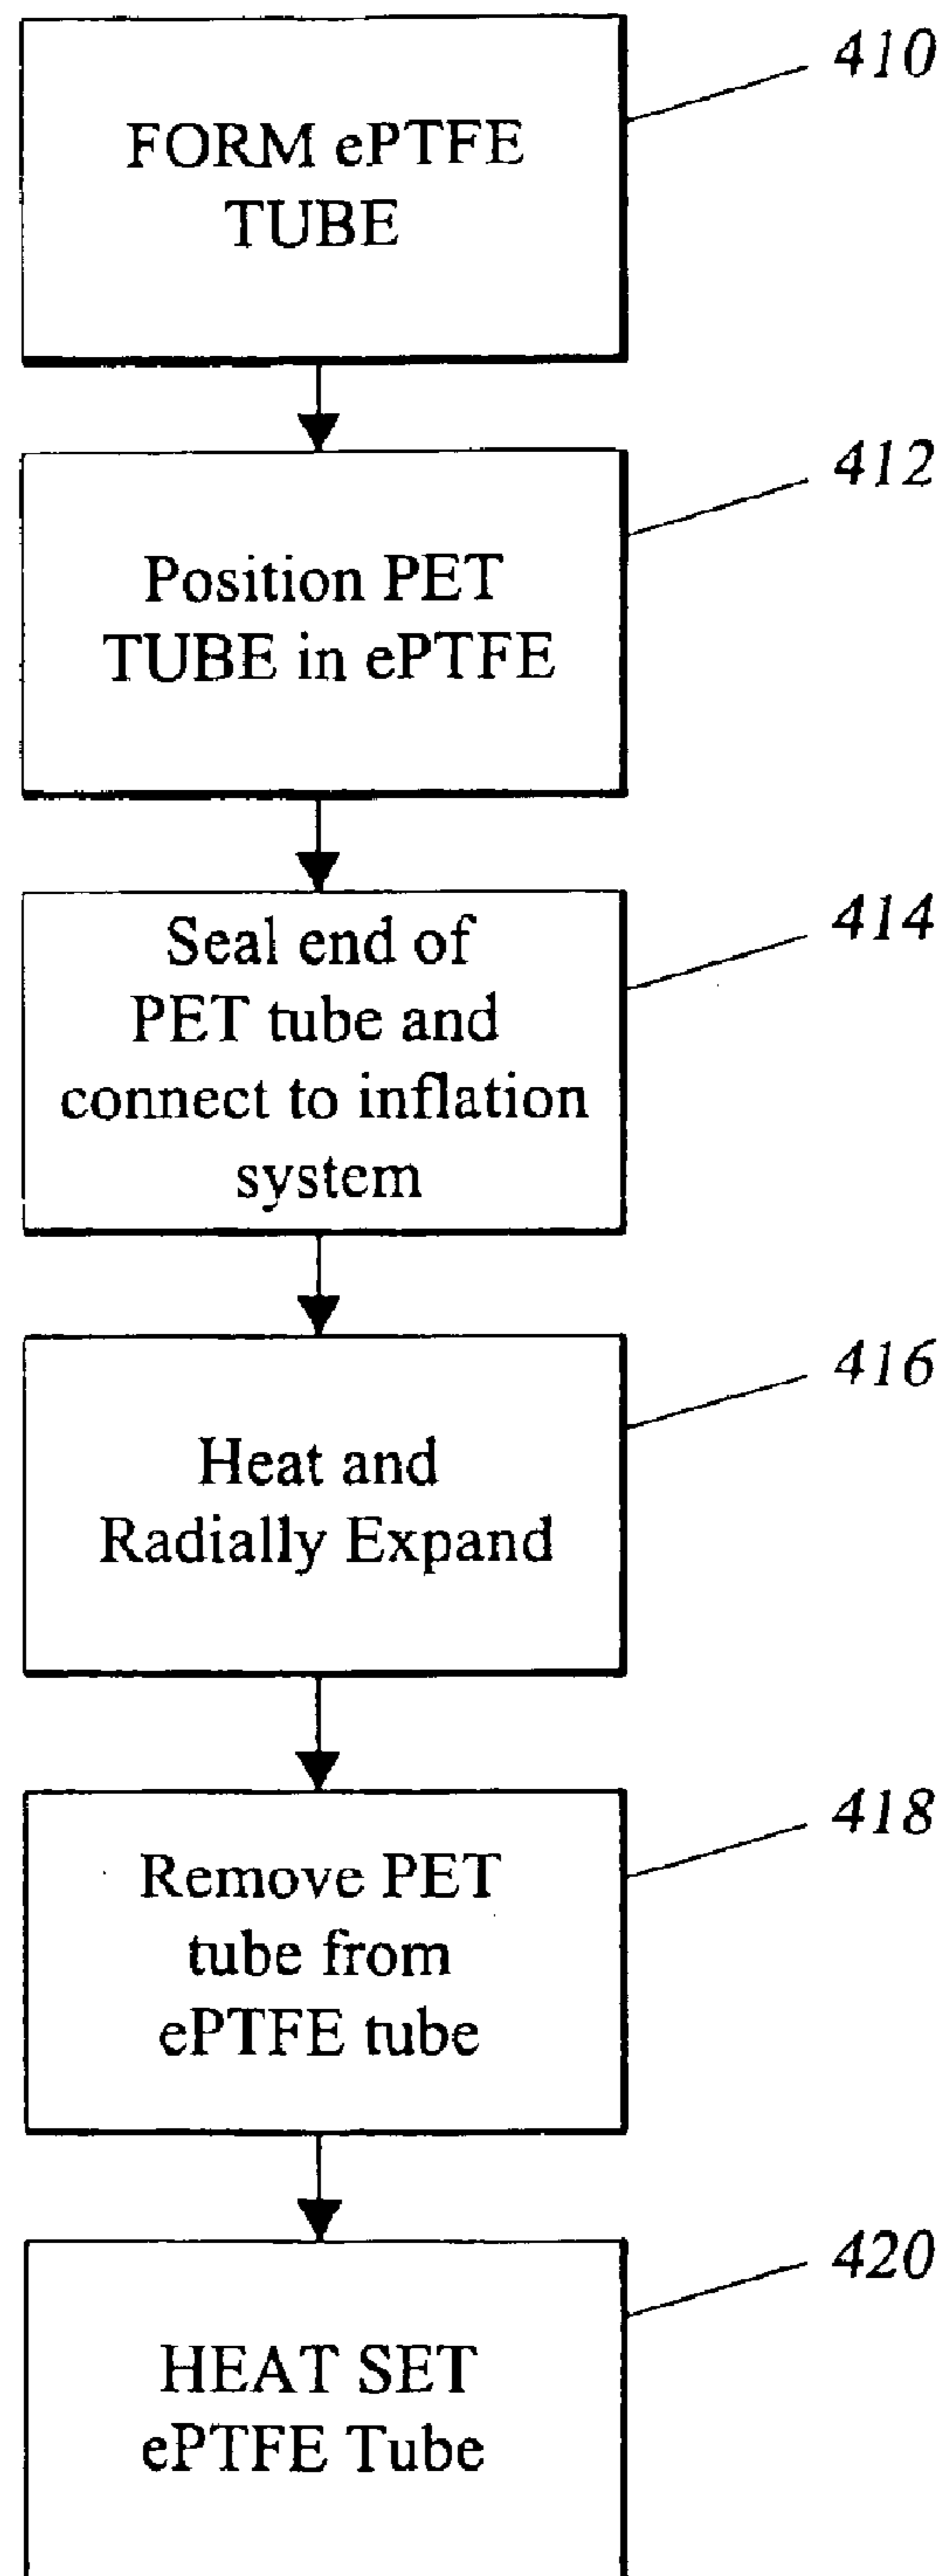 410
FORM ePTFE
TUBE
412
Position PET
TUBE in ePTFE
414
Seal end of
PET tube and
connect to inflation
system
416
Heat and
Radially Expand
418
Remove PET
tube from
ePTFE tube
420
HEAT SET
ePTFE Tube